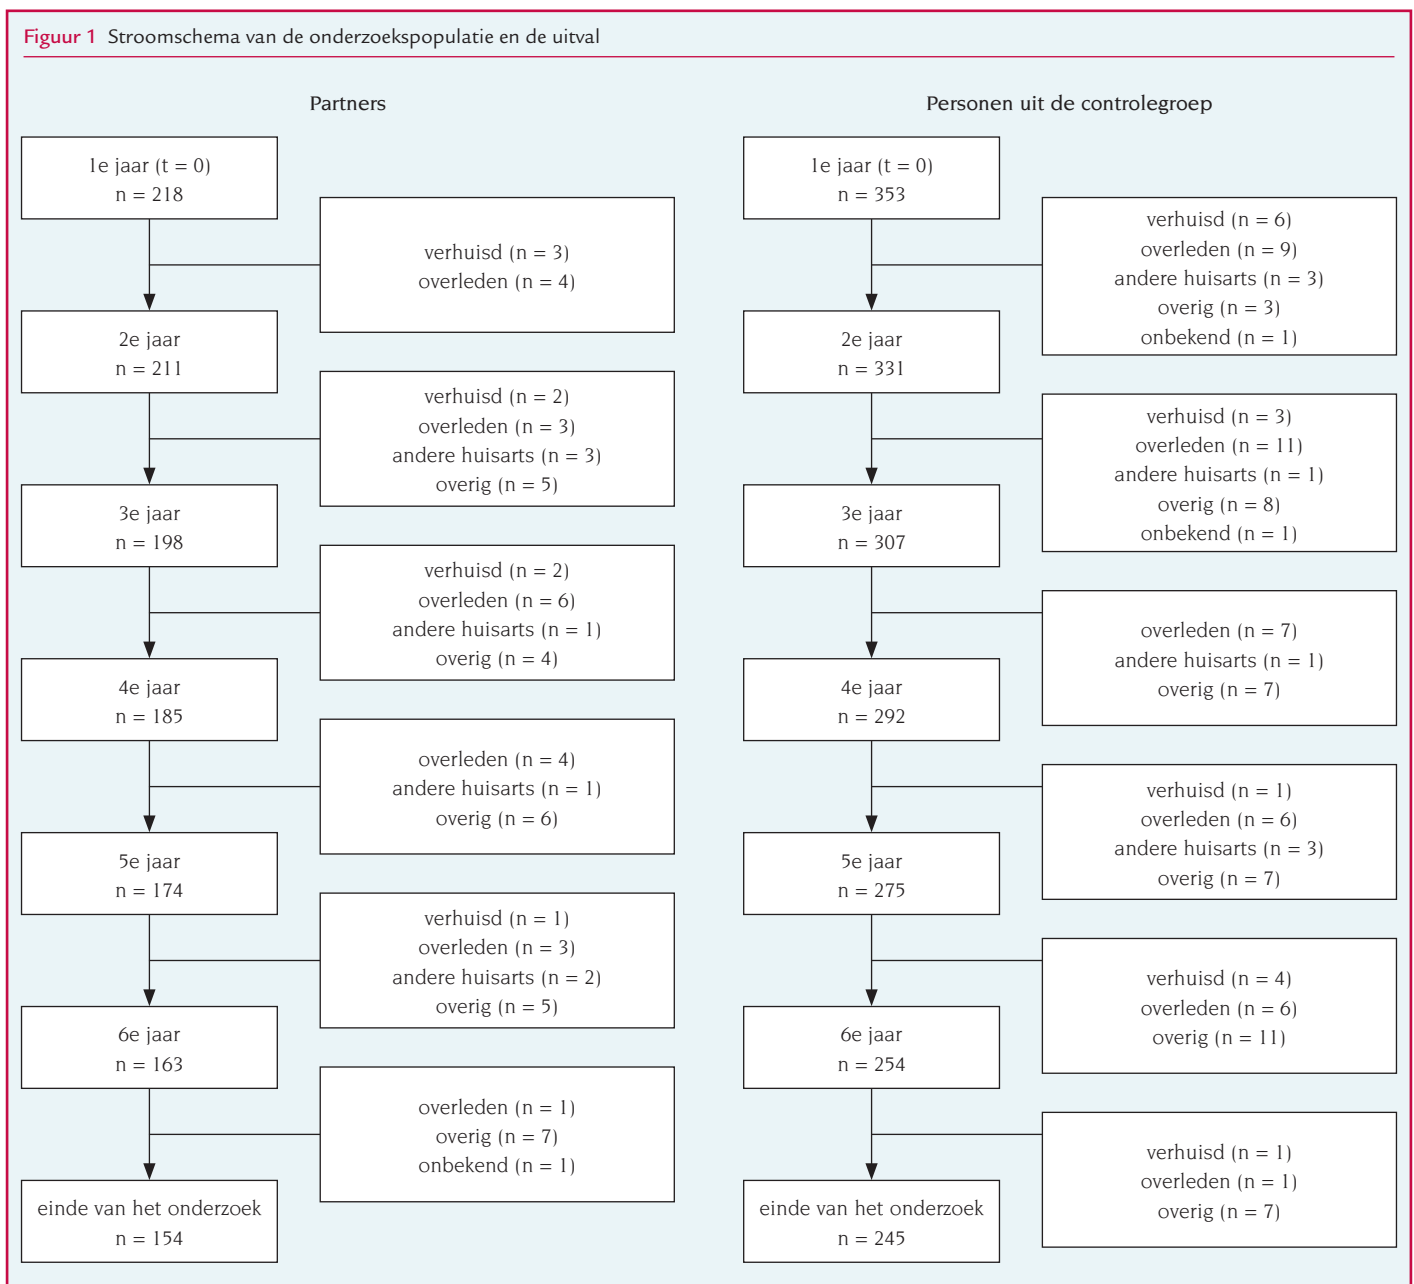 Figuur 1 Stroomschema van de onderzoekspopulatie en de uitval
Partners
1e jaar (t = 0)
n = 218
verhuisd (n = 3)
overleden (n = 4)
2e jaar
n = 211
verhuisd (n = 2)
overleden (n = 3)
andere huisarts (n = 3)
overig (n = 5)
3e jaar
n = 198
verhuisd (n = 2)
overleden (n = 6)
andere huisarts (n = 1)
overig (n = 4)
4e jaar
n = 185
overleden (n = 4)
andere huisarts (n = 1)
overig (n = 6)
5e jaar
n = 174
verhuisd (n = 1)
overleden (n = 3)
andere huisarts (n = 2)
overig (n = 5)
6e jaar
n = 163
overleden (n = 1)
overig (n = 7)
onbekend (n = 1)
einde van het onderzoek
n = 154
Personen uit de controlegroep
1e jaar (t = 0)
n = 353
verhuisd (n = 6)
overleden (n = 9)
andere huisarts (n = 3)
overig (n = 3)
onbekend (n = 1)
2e jaar
n = 331
verhuisd (n = 3)
overleden (n = 11)
andere huisarts (n = 1)
overig (n = 8)
onbekend (n = 1)
3e jaar
n = 307
overleden (n = 7)
andere huisarts (n = 1)
overig (n = 7)
4e jaar
n = 292
verhuisd (n = 1)
overleden (n = 6)
andere huisarts (n = 3)
overig (n = 7)
5e jaar
n = 275
verhuisd (n = 4)
overleden (n = 6)
overig (n = 11)
6e jaar
n = 254
verhuisd (n = 1)
overleden (n = 1)
overig (n = 7)
einde van het onderzoek
n = 245